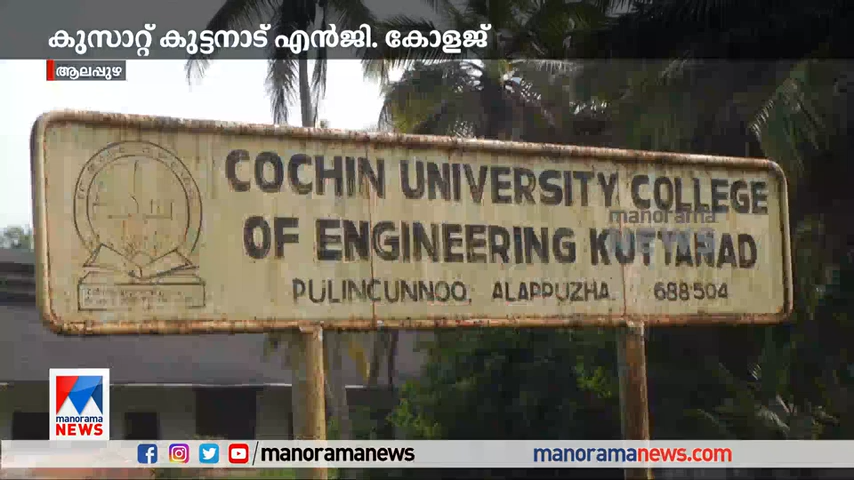 കുസാറ്റ് കുട്ടനാട് എൻജി. കോളജ്
ആലപ്പുഴ
COCHIN UNIVERSITY COLLEGE
OF ENGINEERING KUTTANAD
PULINCUNNOO, ALAPPUZHA. 688504
manorama
NEWS
manorama
NEWS
/manoramanews
manoramanews.com